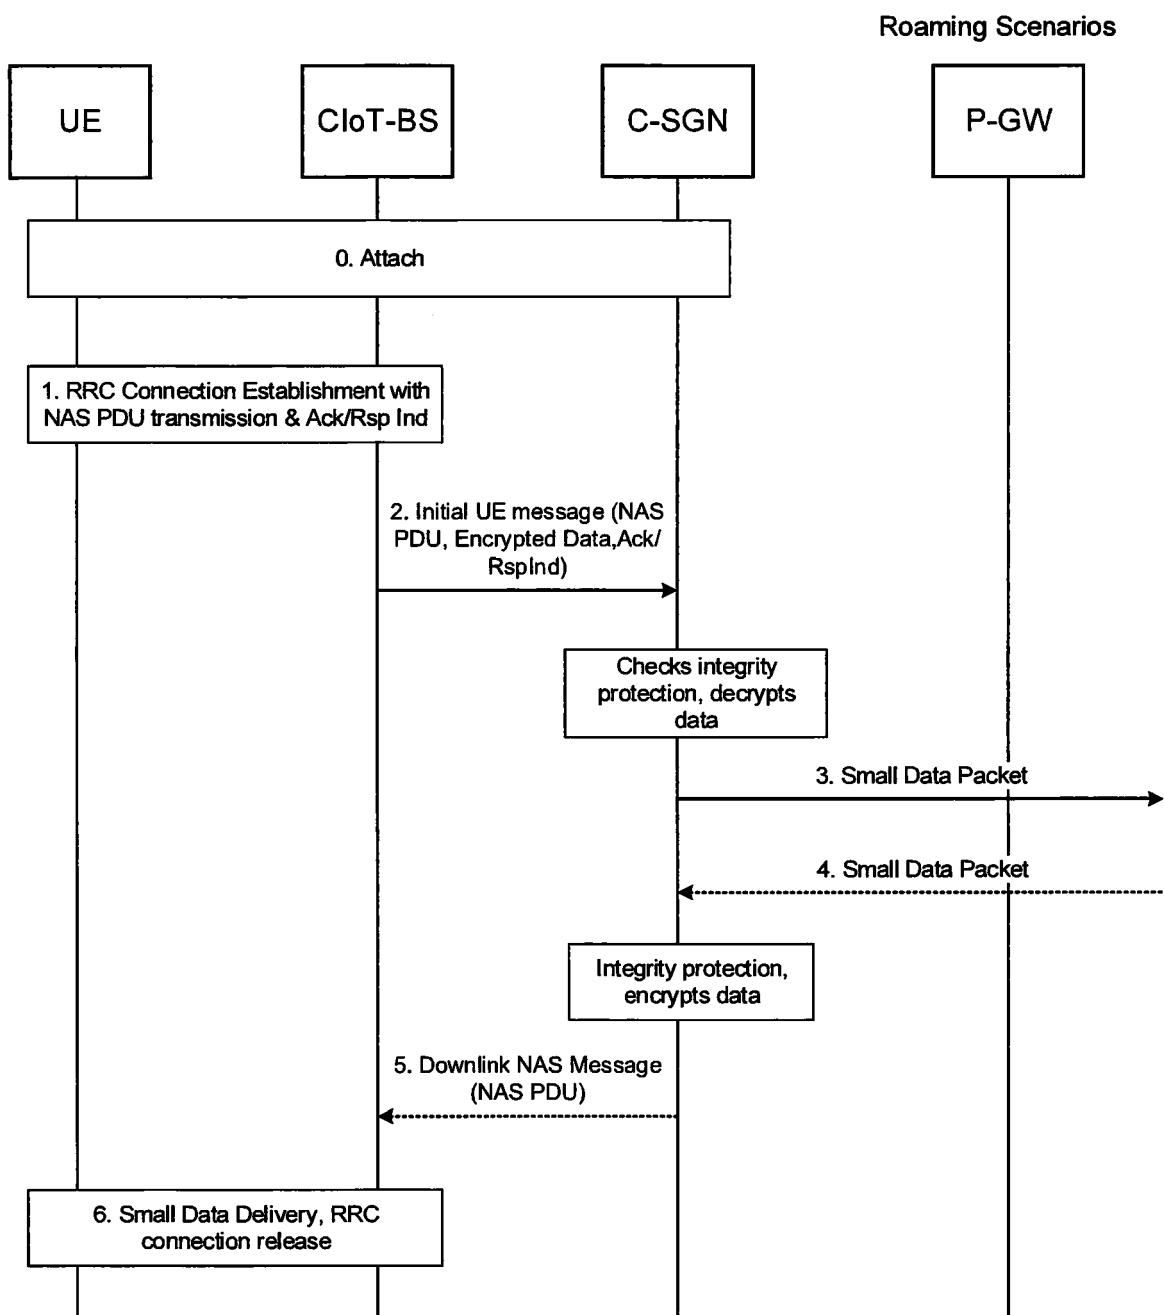 Roaming Scenarios
UE
CIoT-BS
C-SGN
P-GW
0. Attach
1. RRC Connection Establishment with
NAS PDU transmission & Ack/Rsp Ind
2. Initial UE message (NAS
PDU, Encrypted Data,Ack/
RspInd)
Checks integrity
protection, decrypts
data
3. Small Data Packet
4. Small Data Packet
Integrity protection,
encrypts data
5. Downlink NAS Message
(NAS PDU)
6. Small Data Delivery, RRC
connection release